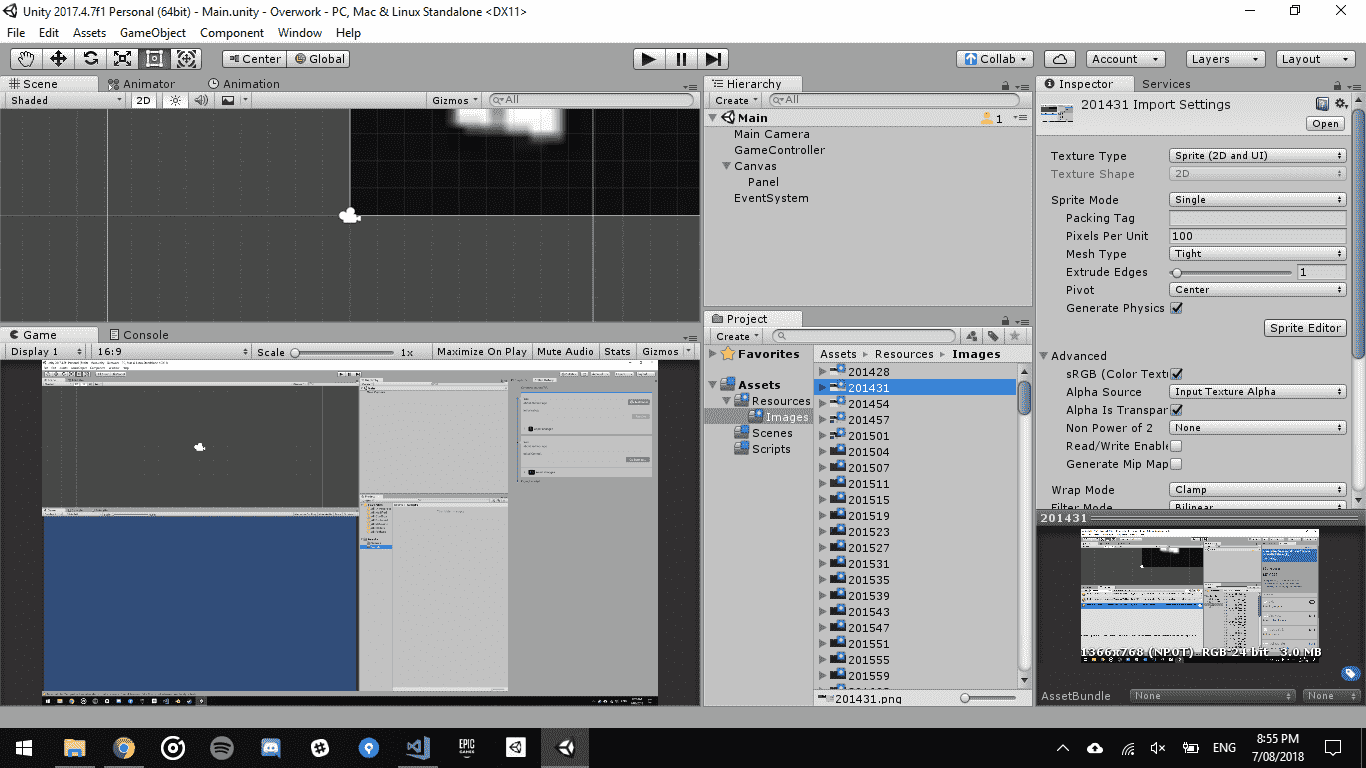 Unity 2017.4.7f1 Personal (64bit) - Main.unity - Overwork - PC, Mac & Linux Standalone <DX11>
File Edit Assets GameObject Component Window Help
Center Global Collab Account Layers Layout
Scene Animator Animation
Shaded 2D Gizmos All
Hierarchy
Create All
Main 1
Main Camera
GameController
Canvas
Panel
EventSystem
Game Console
Display 1 16:9 Scale 1x Maximize On Play Mute Audio Stats Gizmos
Project
Create
Favorites
Assets
Resources
Images
Scenes
Scripts
Assets Resources Images
201428
201431
201454
201457
201501
201504
201507
201511
201515
201519
201523
201527
201531
201535
201539
201543
201547
201551
201555
201559
201431.png
Inspector Services
201431 Import Settings
Open
Texture Type Sprite (2D and UI)
Texture Shape 2D
Sprite Mode Single
Packing Tag
Pixels Per Unit 100
Mesh Type Tight
Extrude Edges 1
Pivot Center
Generate Physics
Sprite Editor
Advanced
sRGB (Color Text
Alpha Source Input Texture Alpha
Alpha Is Transpar
Non Power of 2 None
Read/Write Enable
Generate Mip Map
Wrap Mode Clamp
Filter Mode Bilinear
201431
1366x768 (NPOT) RGB 24 bit 3.0 MB
AssetBundle None None
EPIC GAMES
ENG
8:55 PM
7/08/2018